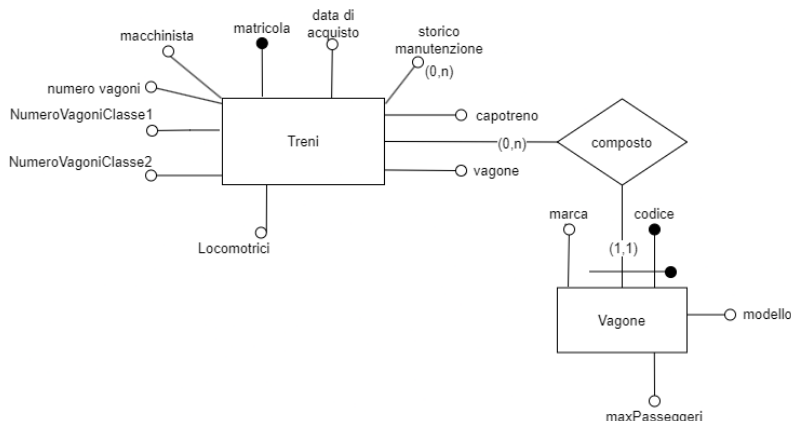 data di
acquisto
storico
manutenzione
(0,n)
matricola
macchinista
numero vagoni
NumeroVagoniClasse1
NumeroVagoniClasse2
Locomotrici
Treni
capotreno
(0,n)
vagone
composto
marca
codice
(1,1)
Vagone
modello
maxPasseggeri